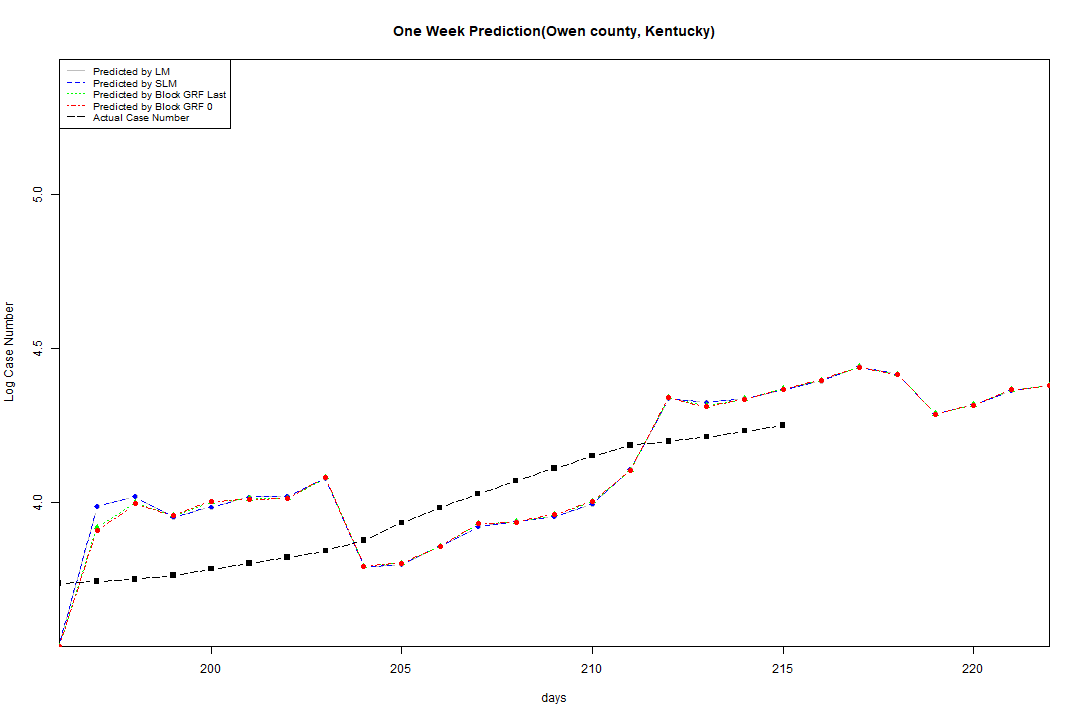 One Week Prediction(Owen county, Kentucky)
Predicted by LM
Predicted by SLM
Predicted by Block GRF Last
Predicted by Block GRF 0
Actual Case Number
5.0
4.5
4.0
Log Case Number
200 205 210 215 220
days